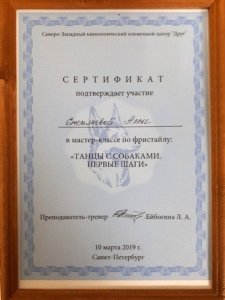 Северо-Западный кинологический племенной центр "Друг"
СЕРТИФИКАТ
подтверждает участие
в мастер-классе по фристайлу:
«ТАНЦЫ С СОБАКАМИ.
ПЕРВЫЕ ШАГИ»
Преподаватель-тренер Ейбогина Л. А.
10 марта 2019 г.
Санкт-Петербург